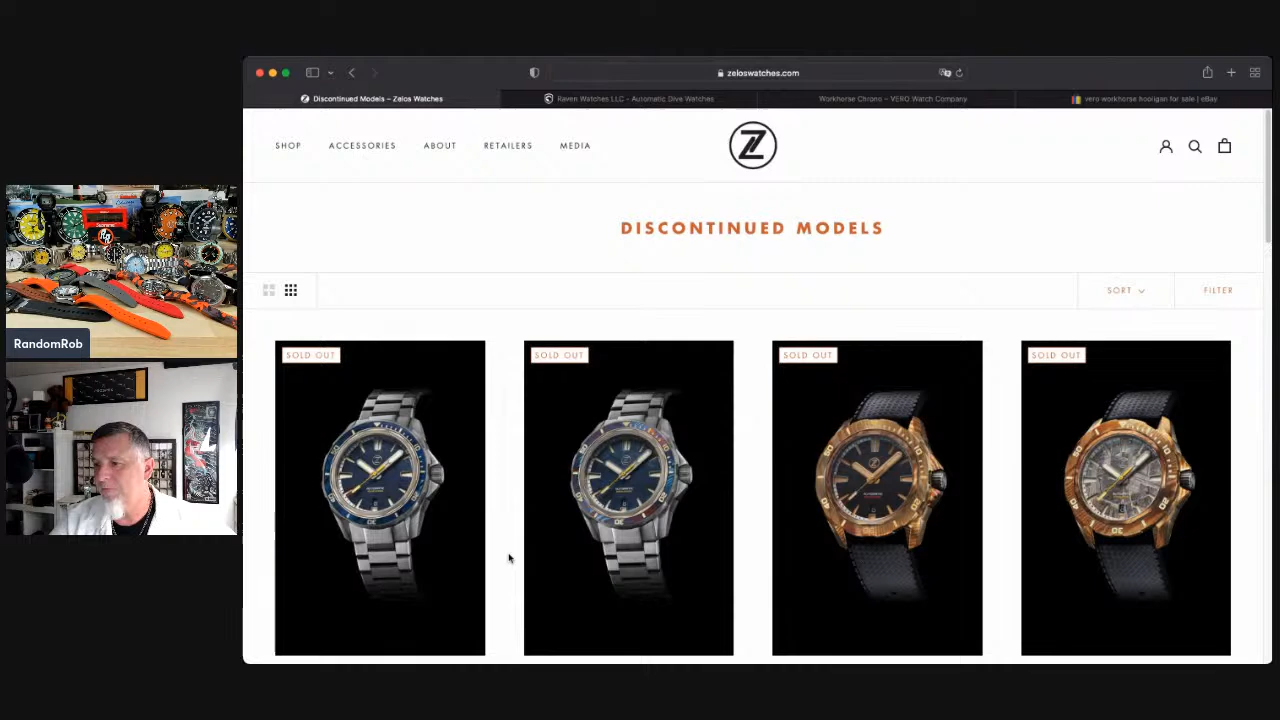 zeloswatches.com
Discontinued Models – Zelos Watches
Raven Watches LLC - Automatic Dive Watches
Workhorse Chrono – VERO Watch Company
vero workhorse hooligan for sale | eBay
SHOP
ACCESSORIES
ABOUT
RETAILERS
MEDIA
Z
DISCONTINUED MODELS
SORT
FILTER
SOLD OUT
SOLD OUT
SOLD OUT
SOLD OUT
RandomRob